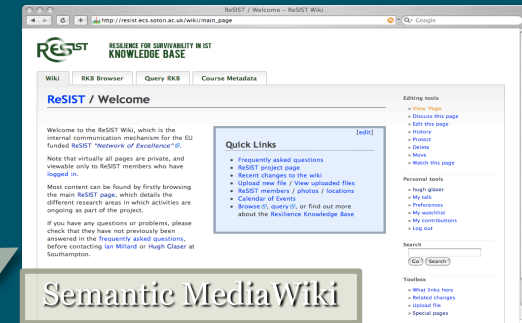 ReSIST / Welcome – ReSIST Wiki
http://resist.ecs.soton.ac.uk/wiki/main_page
Google
ReSIST
RESILIENCE FOR SURVIVABILITY IN IST
KNOWLEDGE BASE
Wiki
RKB Browser
Query RKB
Course Metadata
ReSIST / Welcome
Welcome to the ReSIST Wiki, which is the
internal communication mechanism for the EU
funded ReSIST "Network of Excellence".
Note that virtually all pages are private, and
viewable only to ReSIST members who have
logged in.
Most content can be found by firstly browsing
the main ReSIST page, which details the
different research areas in which activities are
ongoing as part of the project.
If you have any questions or problems, please
check that they have not previously been
answered in the frequently asked questions,
before contacting Ian Millard or Hugh Glaser at
Southampton.
[edit]
Quick Links
• Frequently asked questions
• ReSIST project page
• Recent changes to the wiki
• Upload new file / View uploaded files
• ReSIST members / photos / locations
• Calendar of Events
• Browse, query, or find out more
about the Resilience Knowledge Base
Editing tools
» View Page
» Discuss this page
» Edit this page
» History
» Protect
» Delete
» Move
» Watch this page
Personal tools
» hugh glaser
» My talk
» Preferences
» My watchlist
» My contributions
» Log out
Search
Go
Search
Toolbox
» What links here
» Related changes
» Upload file
» Special pages
Semantic MediaWiki